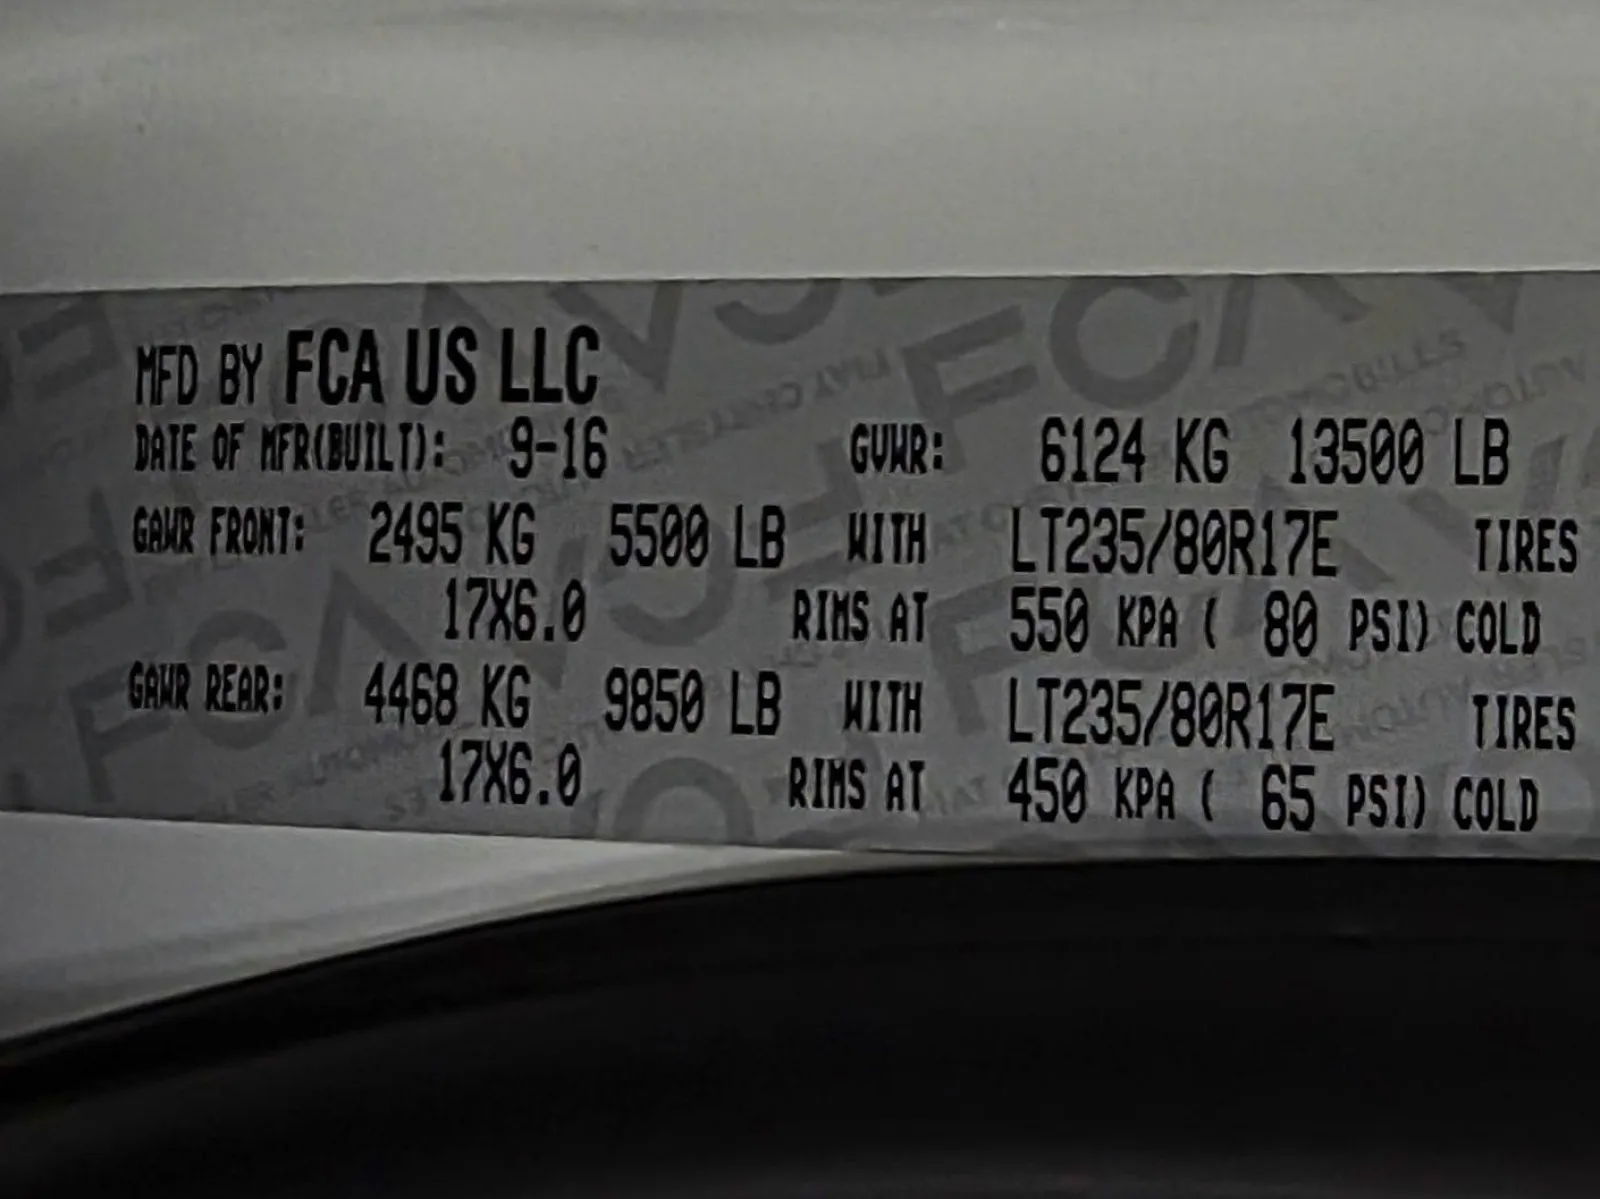 MFD BY FCA US LLC
DATE OF MFR(BUILT): 9-16 GVWR: 6124 KG 13500 LB
GAWR FRONT: 2495 KG 5500 LB WITH LT235/80R17E TIRES
17X6.0 RIMS AT 550 KPA ( 80 PSI) COLD
GAWR REAR: 4468 KG 9850 LB WITH LT235/80R17E TIRES
17X6.0 RIMS AT 450 KPA ( 65 PSI) COLD